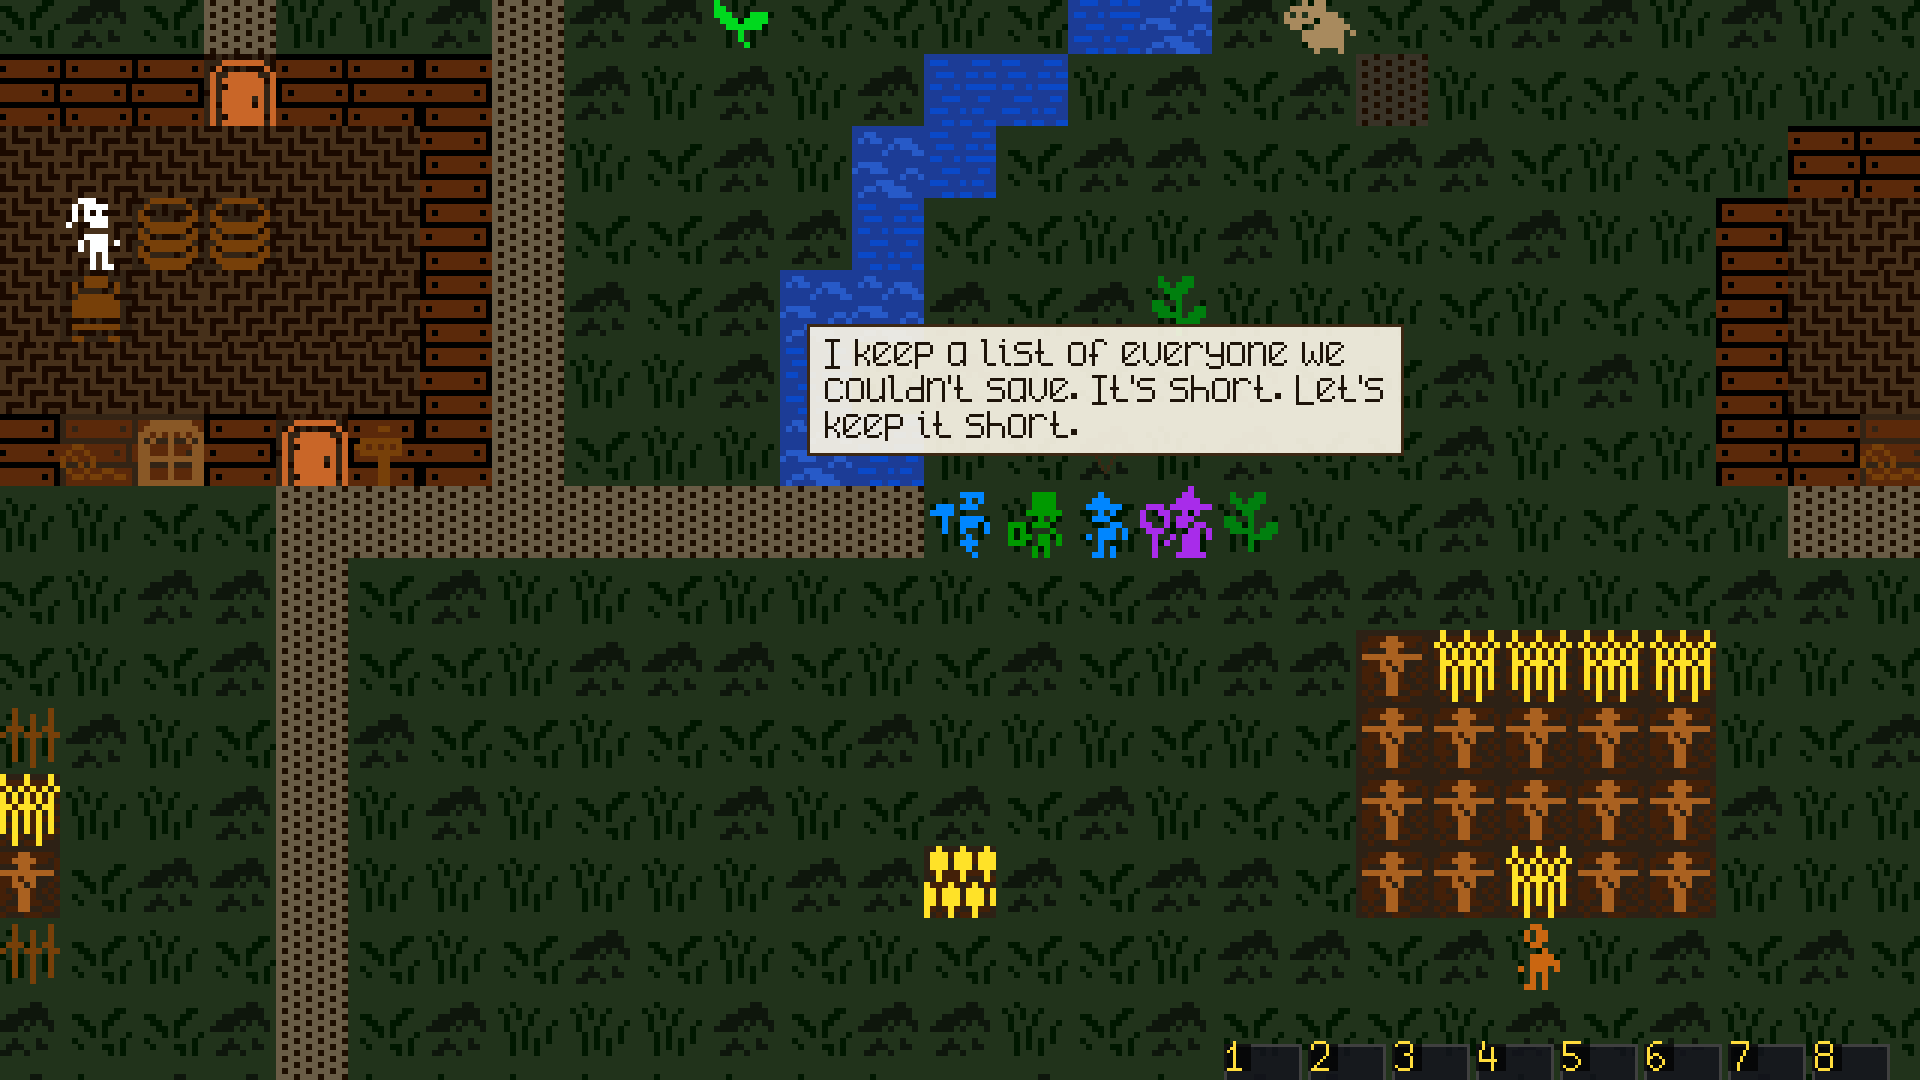 I keep a list of everyone we
couldn't save. It's short. Let's
keep it short.
1 2 3 4 5 6 7 8